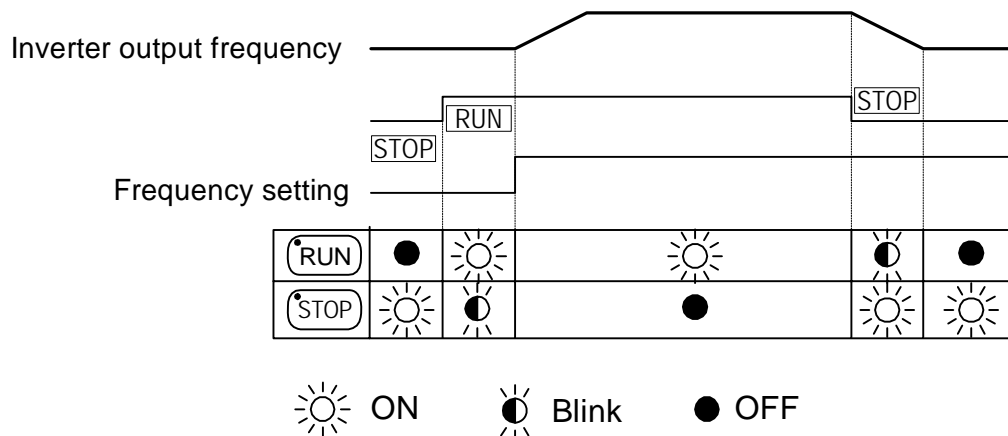 Inverter output frequency
STOP
RUN
STOP
Frequency setting
RUN
STOP
ON
Blink
OFF